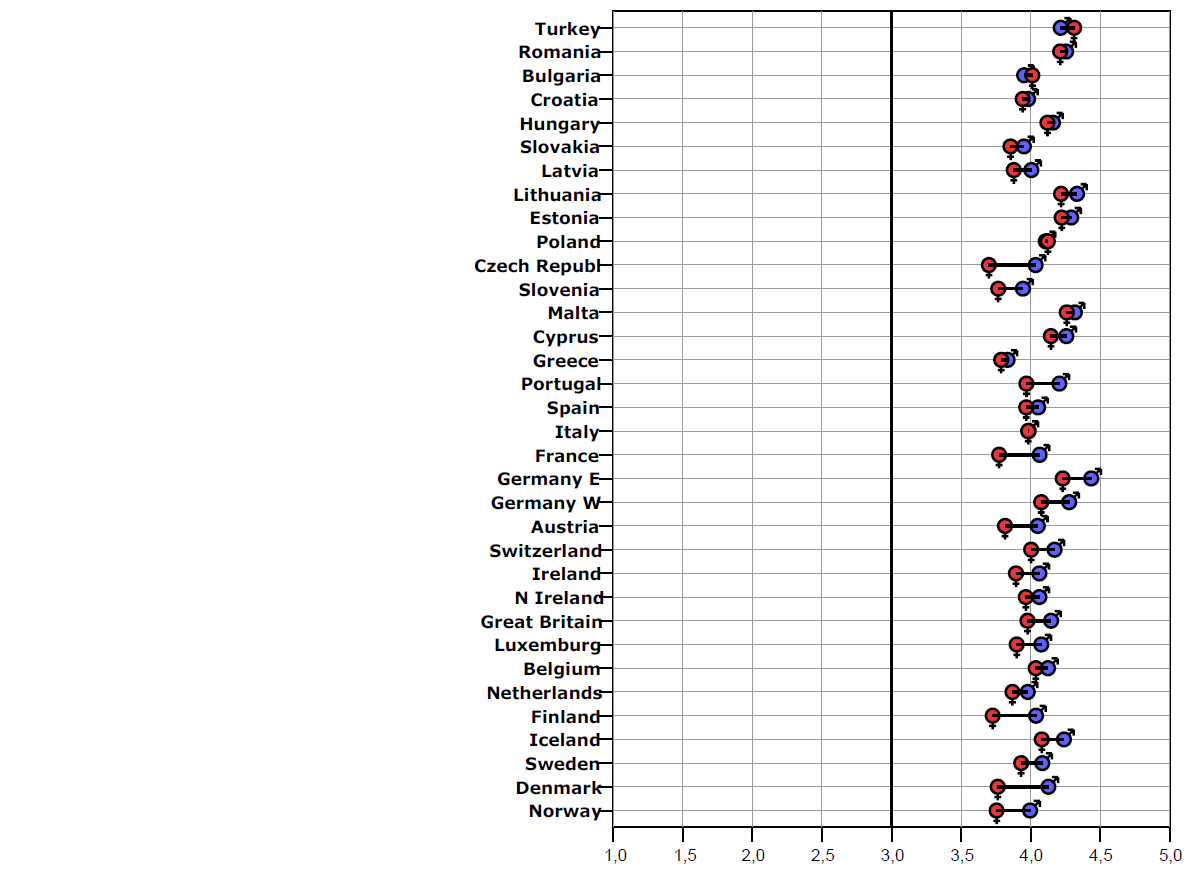 Turkey
Romania
Bulgaria
Croatia
Hungary
Slovakia
Latvia
Lithuania
Estonia
Poland
Czech Republ
Slovenia
Malta
Cyprus
Greece
Portugal
Spain
Italy
France
Germany E
Germany W
Austria
Switzerland
Ireland
N Ireland
Great Britain
Luxemburg
Belgium
Netherlands
Finland
Iceland
Sweden
Denmark
Norway
1,0 1,5 2,0 2,5 3,0 3,5 4,0 4,5 5,0